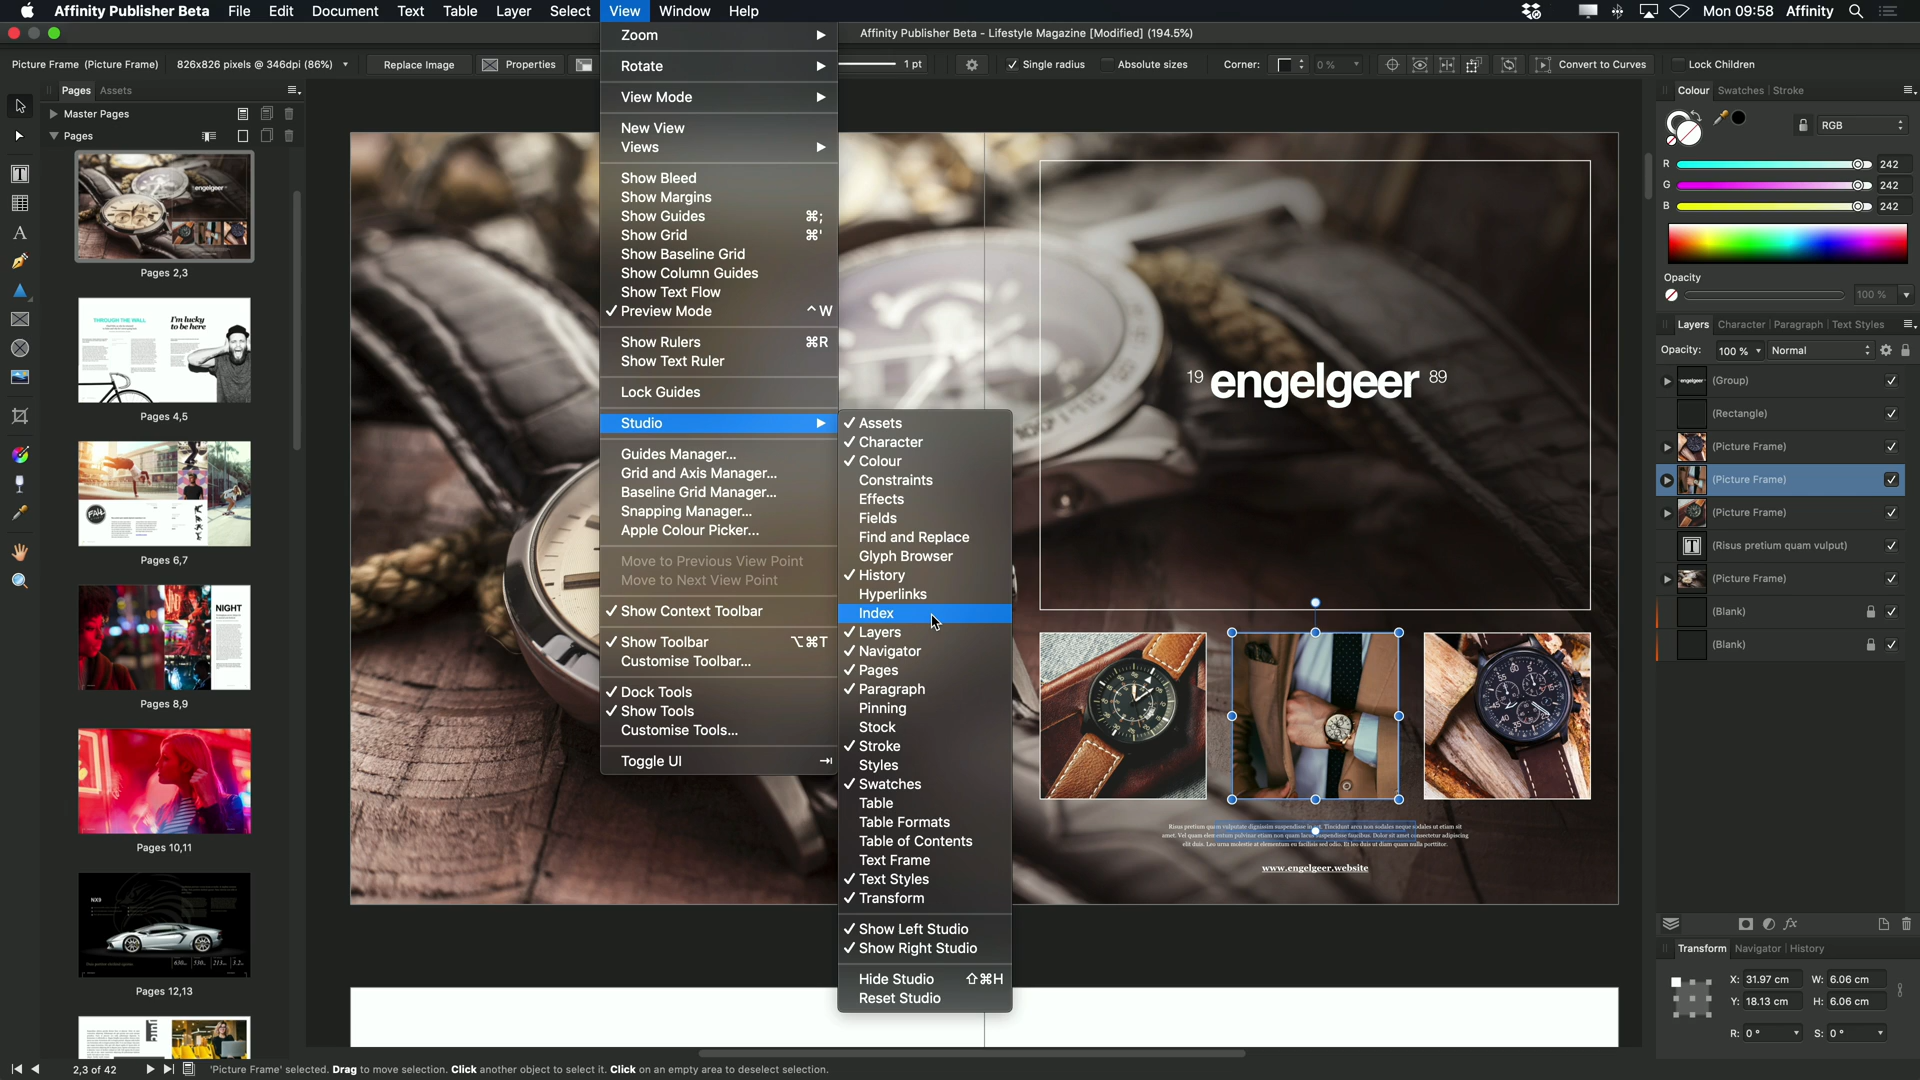 Affinity Publisher Beta File Edit Document Text Table Layer Select View Window Help Mon 09:58 Affinity
Affinity Publisher Beta - Lifestyle Magazine [Modified] (194.5%)
Picture Frame (Picture Frame) 826x826 pixels @ 346dpi (86%) Replace Image Properties 1 pt Single radius Absolute sizes Corner: 0 % Convert to Curves Lock Children
Pages Assets
Master Pages
Pages
Pages 2,3
THROUGH THE WALL
I'm lucky
to be here
Pages 4,5
FALL
Pages 6,7
NIGHT
Pages 8,9
Pages 10,11
NX9
Pages 12,13
Zoom
Rotate
View Mode
New View
Views
Show Bleed
Show Margins
Show Guides ⌘;
Show Grid ⌘'
Show Baseline Grid
Show Column Guides
Show Text Flow
✓ Preview Mode ^ W
Show Rulers ⌘R
Show Text Ruler
Lock Guides
Studio
Guides Manager...
Grid and Axis Manager...
Baseline Grid Manager...
Snapping Manager...
Apple Colour Picker...
Move to Previous View Point
Move to Next View Point
✓ Show Context Toolbar
✓ Show Toolbar ⌥⌘T
Customise Toolbar...
✓ Dock Tools
✓ Show Tools
Customise Tools...
Toggle UI ⇥
✓ Assets
✓ Character
✓ Colour
Constraints
Effects
Fields
Find and Replace
Glyph Browser
✓ History
Hyperlinks
Index
✓ Layers
✓ Navigator
✓ Pages
✓ Paragraph
Pinning
Stock
✓ Stroke
Styles
✓ Swatches
Table
Table Formats
Table of Contents
Text Frame
✓ Text Styles
✓ Transform
✓ Show Left Studio
✓ Show Right Studio
Hide Studio ⇧⌘H
Reset Studio
19 engelgeer 89
www.engelgeer.website
Colour Swatches Stroke
RGB
R 242
G 242
B 242
Opacity
100 %
Layers Character Paragraph Text Styles
Opacity: 100 % Normal
(Group)
(Rectangle)
(Picture Frame)
(Picture Frame)
(Picture Frame)
(Risus pretium quam vulput)
(Picture Frame)
(Blank)
(Blank)
fx
Transform Navigator History
X: 31.97 cm W: 6.06 cm
Y: 18.13 cm H: 6.06 cm
R: 0 ° S: 0 °
2,3 of 42 'Picture Frame' selected. Drag to move selection. Click another object to select it. Click on an empty area to deselect selection.